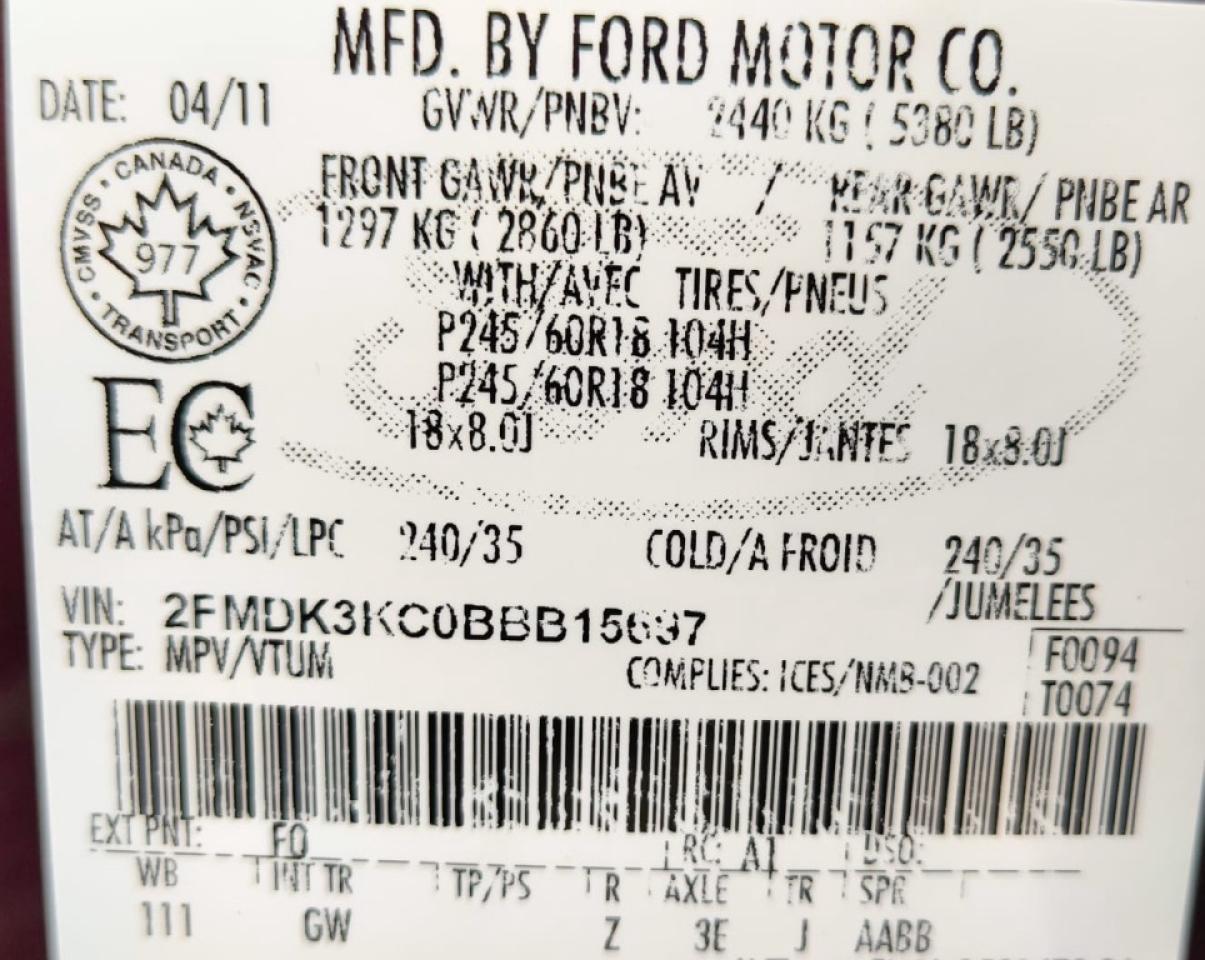 MFD. BY FORD MOTOR CO.
DATE: 04/11
GVWR/PNBV: 2440 KG ( 5380 LB)
FRONT GAWR/PNBE AV / REAR GAWR/ PNBE AR
1297 KG ( 2860 LB) 1157 KG ( 2550 LB)
WITH/AVEC TIRES/PNEUS
P245/60R18 104H
P245/60R18 104H
18x8.0J RIMS/JANTES 18x8.0J
CANADA
CMVSS • NSVAC
977
TRANSPORT
EC
AT/A kPa/PSI/LPC 240/35 COLD/A FROID 240/35
/JUMELEES
VIN:
TYPE: MPV/VTUM
COMPLIES: ICES/NMB-002
F0094
T0074
EXT PNT: FQ RC: A1 DSO:
WB INT TR TP/PS R AXLE TR SPR
111 GW Z 3E J AABB